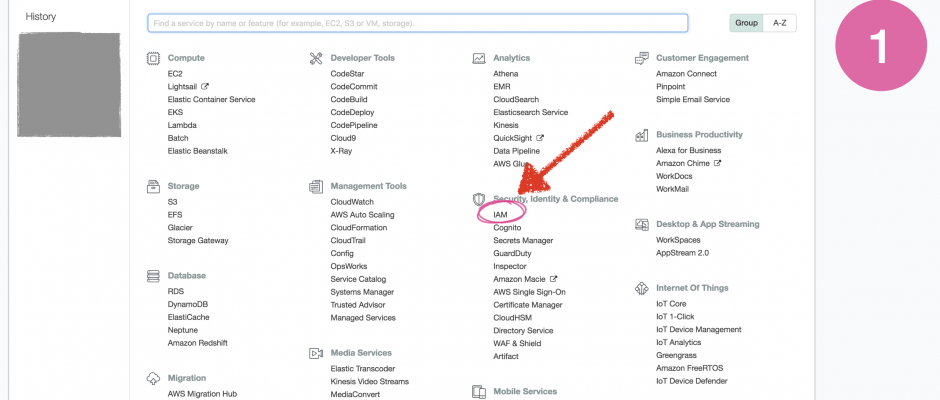 History
Find a service by name or feature (for example, EC2, S3 or VM, storage).
Group
A-Z
1
Compute
EC2
Lightsail
Elastic Container Service
EKS
Lambda
Batch
Elastic Beanstalk
Storage
S3
EFS
Glacier
Storage Gateway
Database
RDS
DynamoDB
ElastiCache
Neptune
Amazon Redshift
Migration
AWS Migration Hub
Developer Tools
CodeStar
CodeCommit
CodeBuild
CodeDeploy
CodePipeline
Cloud9
X-Ray
Management Tools
CloudWatch
AWS Auto Scaling
CloudFormation
CloudTrail
Config
OpsWorks
Service Catalog
Systems Manager
Trusted Advisor
Managed Services
Media Services
Elastic Transcoder
Kinesis Video Streams
MediaConvert
Analytics
Athena
EMR
CloudSearch
Elasticsearch Service
Kinesis
QuickSight
Data Pipeline
AWS Glue
Security, Identity & Compliance
IAM
Cognito
Secrets Manager
GuardDuty
Inspector
Amazon Macie
AWS Single Sign-On
Certificate Manager
CloudHSM
Directory Service
WAF & Shield
Artifact
Mobile Services
Customer Engagement
Amazon Connect
Pinpoint
Simple Email Service
Business Productivity
Alexa for Business
Amazon Chime
WorkDocs
WorkMail
Desktop & App Streaming
WorkSpaces
AppStream 2.0
Internet Of Things
IoT Core
IoT 1-Click
IoT Device Management
IoT Analytics
Greengrass
Amazon FreeRTOS
IoT Device Defender